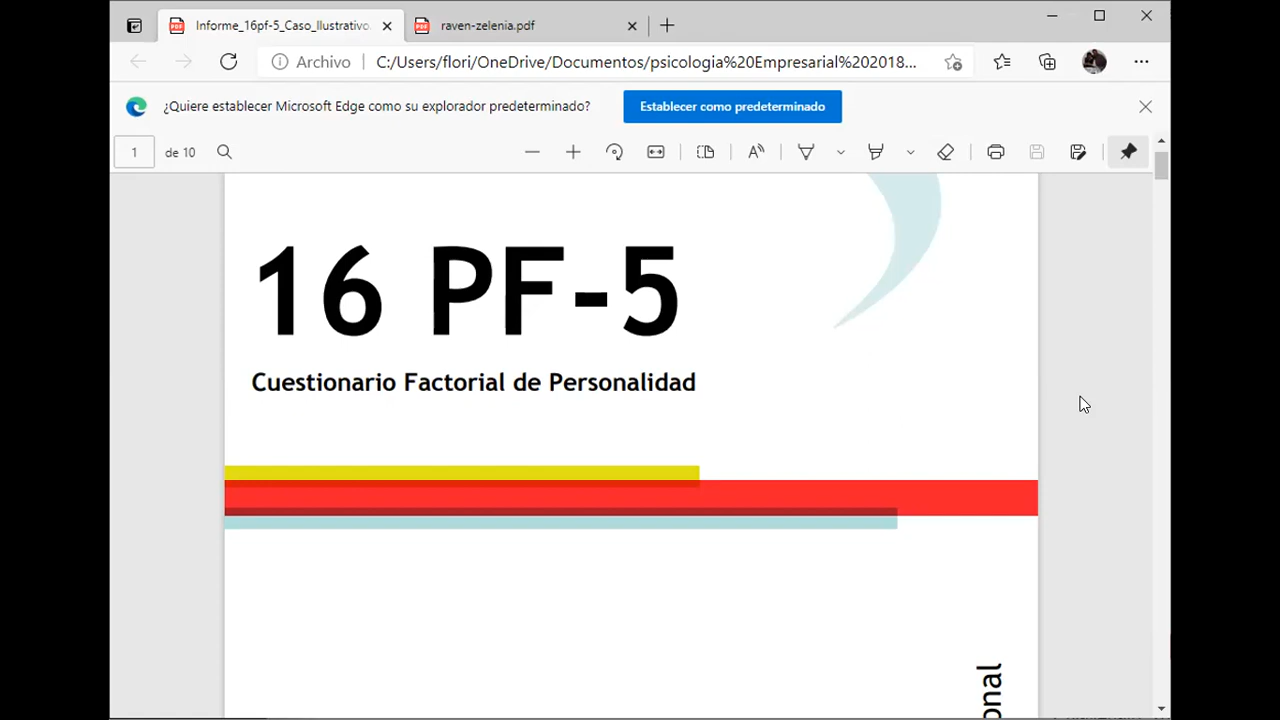 Informe_16pf-5_Caso_Ilustrativo.
raven-zelenia.pdf
Archivo
C:/Users/flori/OneDrive/Documentos/psicologia%20Empresarial%202018...
¿Quiere establecer Microsoft Edge como su explorador predeterminado?
Establecer como predeterminado
1 de 10
16 PF-5
Cuestionario Factorial de Personalidad
onal